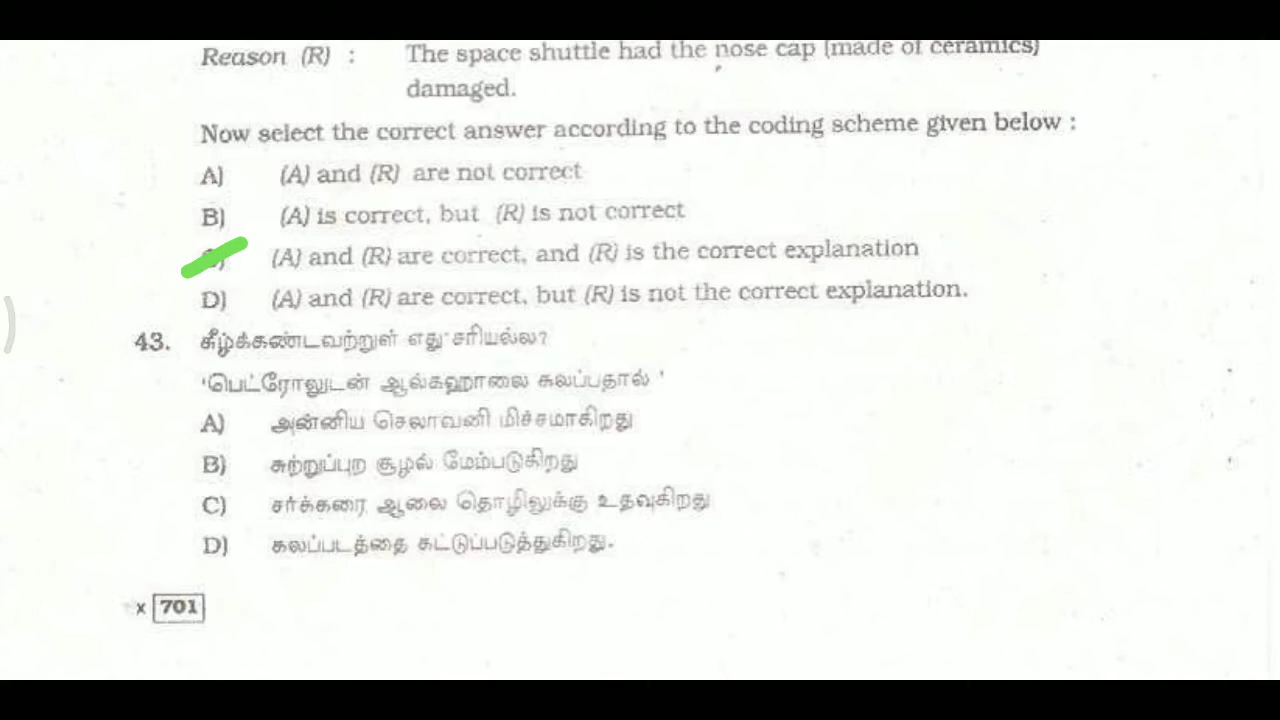 Reason (R) : The space shuttle had the nose cap (made of ceramics)
damaged.
Now select the correct answer according to the coding scheme given below :
A) (A) and (R) are not correct
B) (A) is correct, but (R) is not correct
(A) and (R) are correct, and (R) is the correct explanation
D) (A) and (R) are correct, but (R) is not the correct explanation.
43. கீழ்க்கண்டவற்றுள் எது சரியல்ல?
'பெட்ரோலுடன் ஆல்கஹாலை கலப்பதால் '
A) அன்னிய செலாவணி மிச்சமாகிறது
B) சுற்றுப்புற சூழல் மேம்படுகிறது
C) சர்க்கரை ஆலை தொழிலுக்கு உதவுகிறது
D) கலப்படத்தை கட்டுப்படுத்துகிறது.
x 701